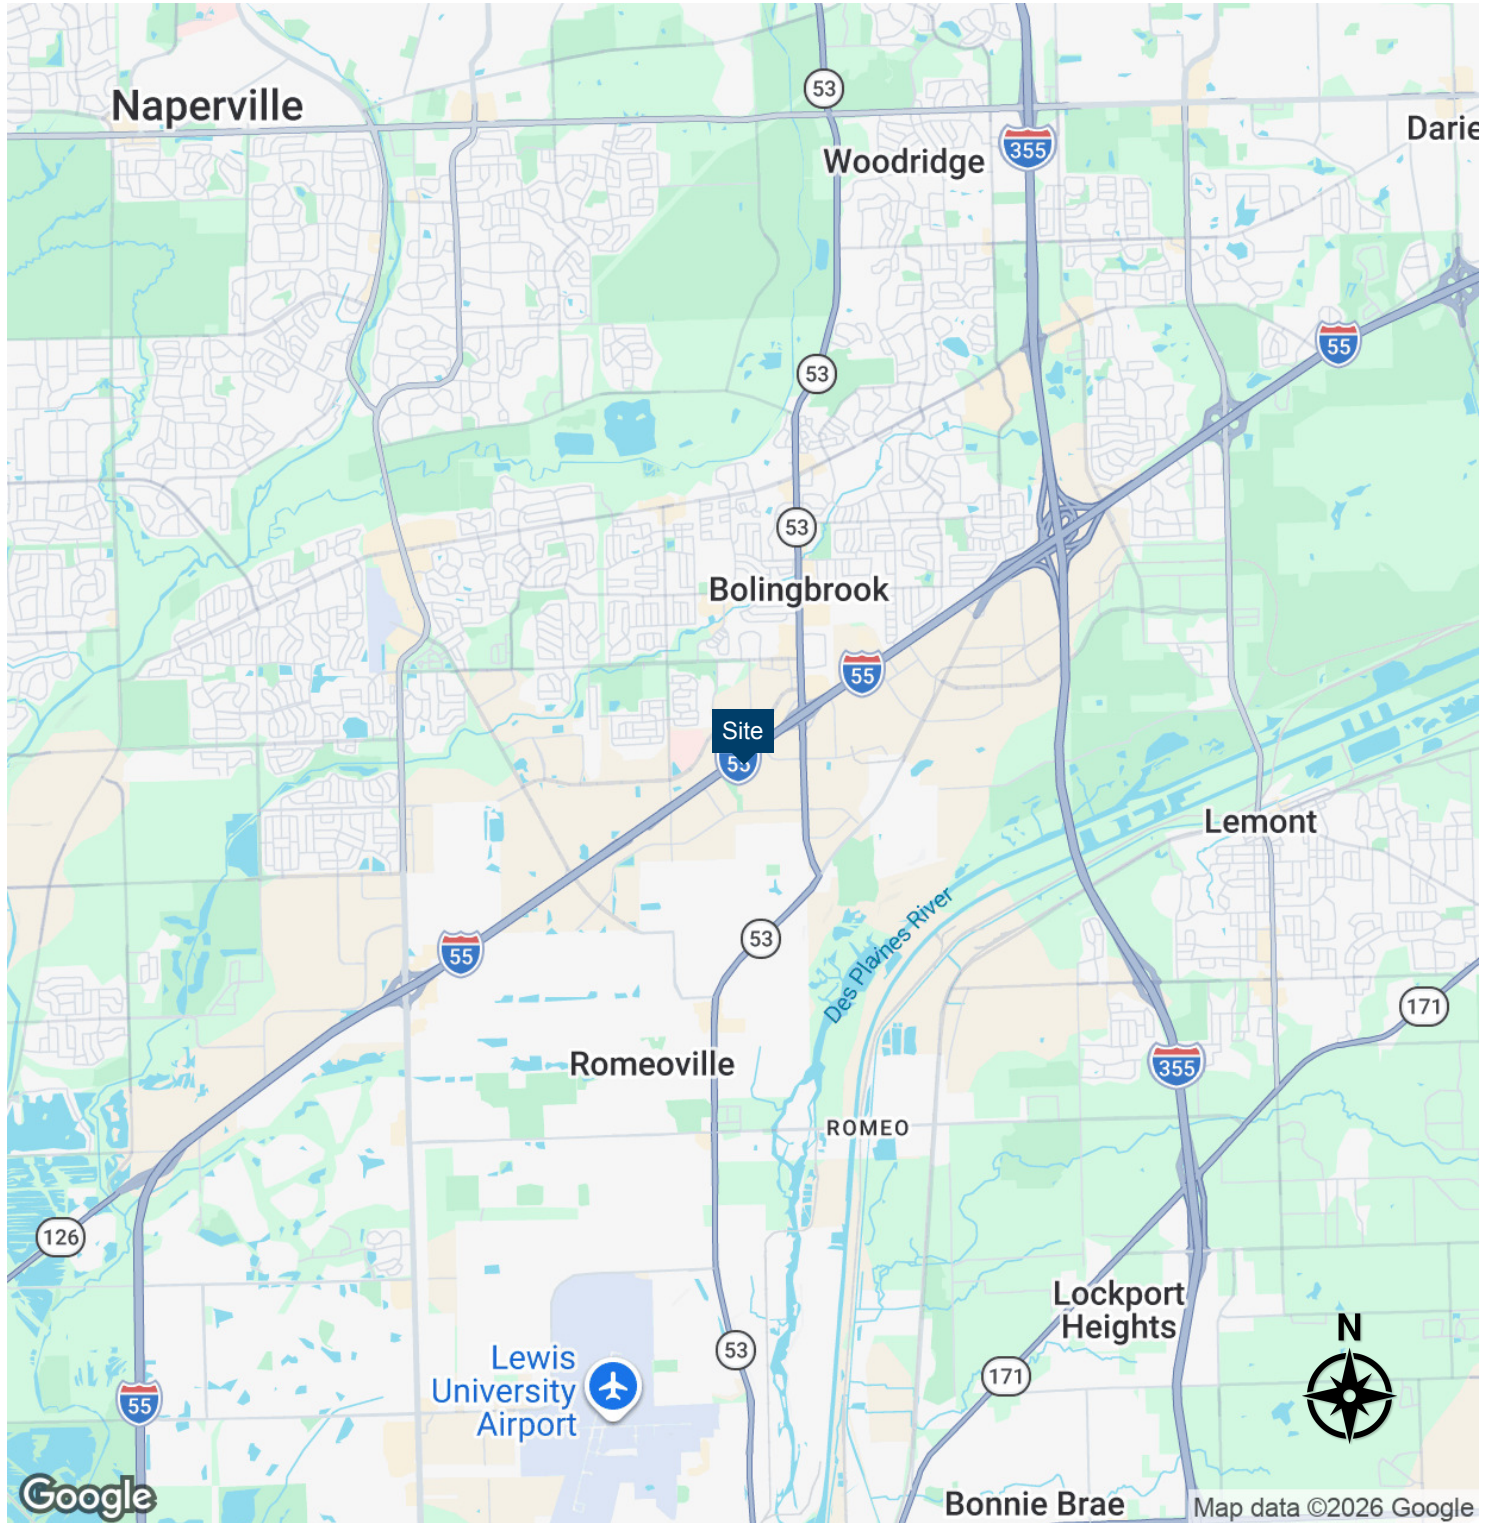 53
Naperville
Darie
355
Woodridge
55
53
53
Bolingbrook
55
Site
55
Lemont
53
Des Plaines River
55
171
Romeoville
355
ROMEO
126
Lockport
Heights
N
53
Lewis
University
Airport
171
55
Google
Bonnie Brae
Map data ©2026 Google